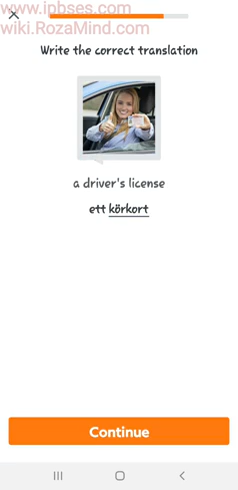 www.ipbses.com
wiki.RozaMind.com
Write the correct translation
a driver's license
ett körkort
Continue